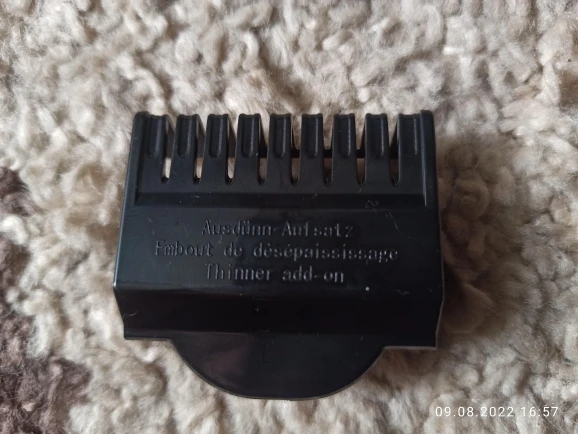 Ausdünn-Aufsatz
Embout de désépaississage
Thinner add-on
09.08.2022 16:57